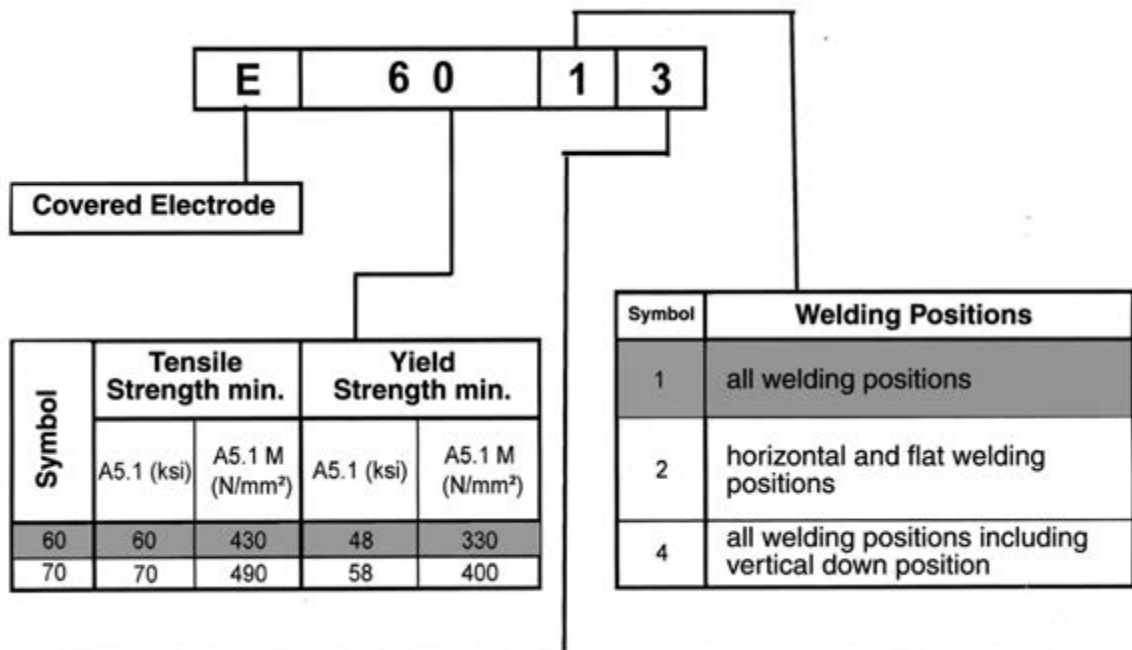 E 6 0 1 3
Covered Electrode
Symbol
Tensile
Strength min.
Yield
Strength min.
A5.1 (ksi)
A5.1 M
(N/mm²)
A5.1 (ksi)
A5.1 M
(N/mm²)
60 60 430 48 330
70 70 490 58 400
Symbol Welding Positions
1 all welding positions
2 horizontal and flat welding
positions
4 all welding positions including
vertical down position